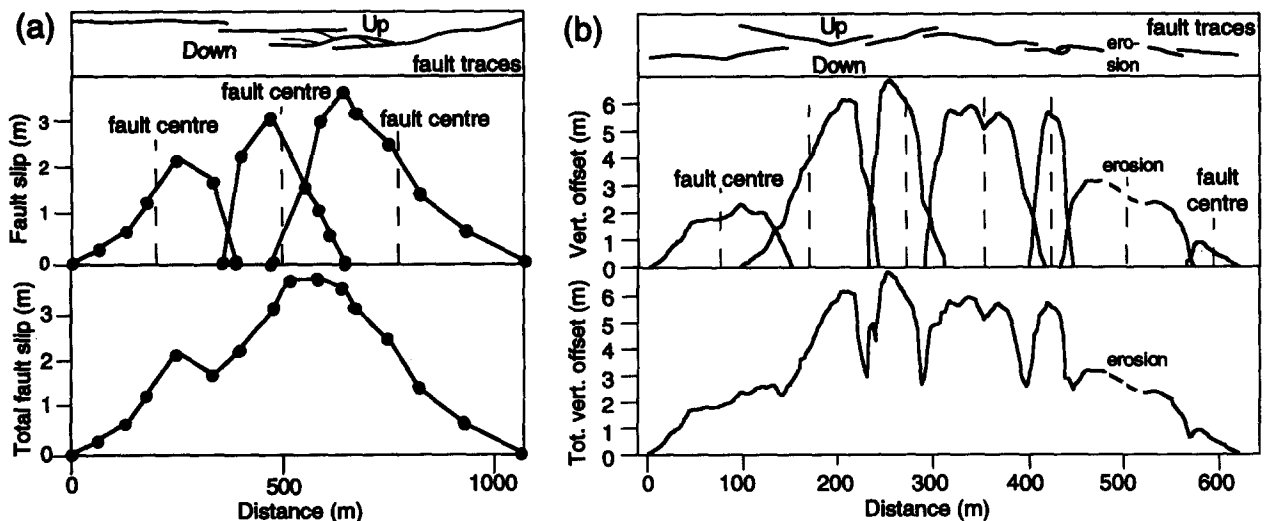 (a)
Up
Down
fault traces
Fault slip (m)
3
2
1
0
fault centre
fault centre
fault centre
Total fault slip (m)
3
2
1
0
0
500
1000
Distance (m)
(b)
Up
Down
fault traces
ero-
sion
Vert. offset (m)
6
5
4
3
2
1
0
fault centre
erosion
fault
centre
Tot. vert. offset (m)
6
5
4
3
2
1
0
erosion
0
100
200
300
400
500
600
Distance (m)